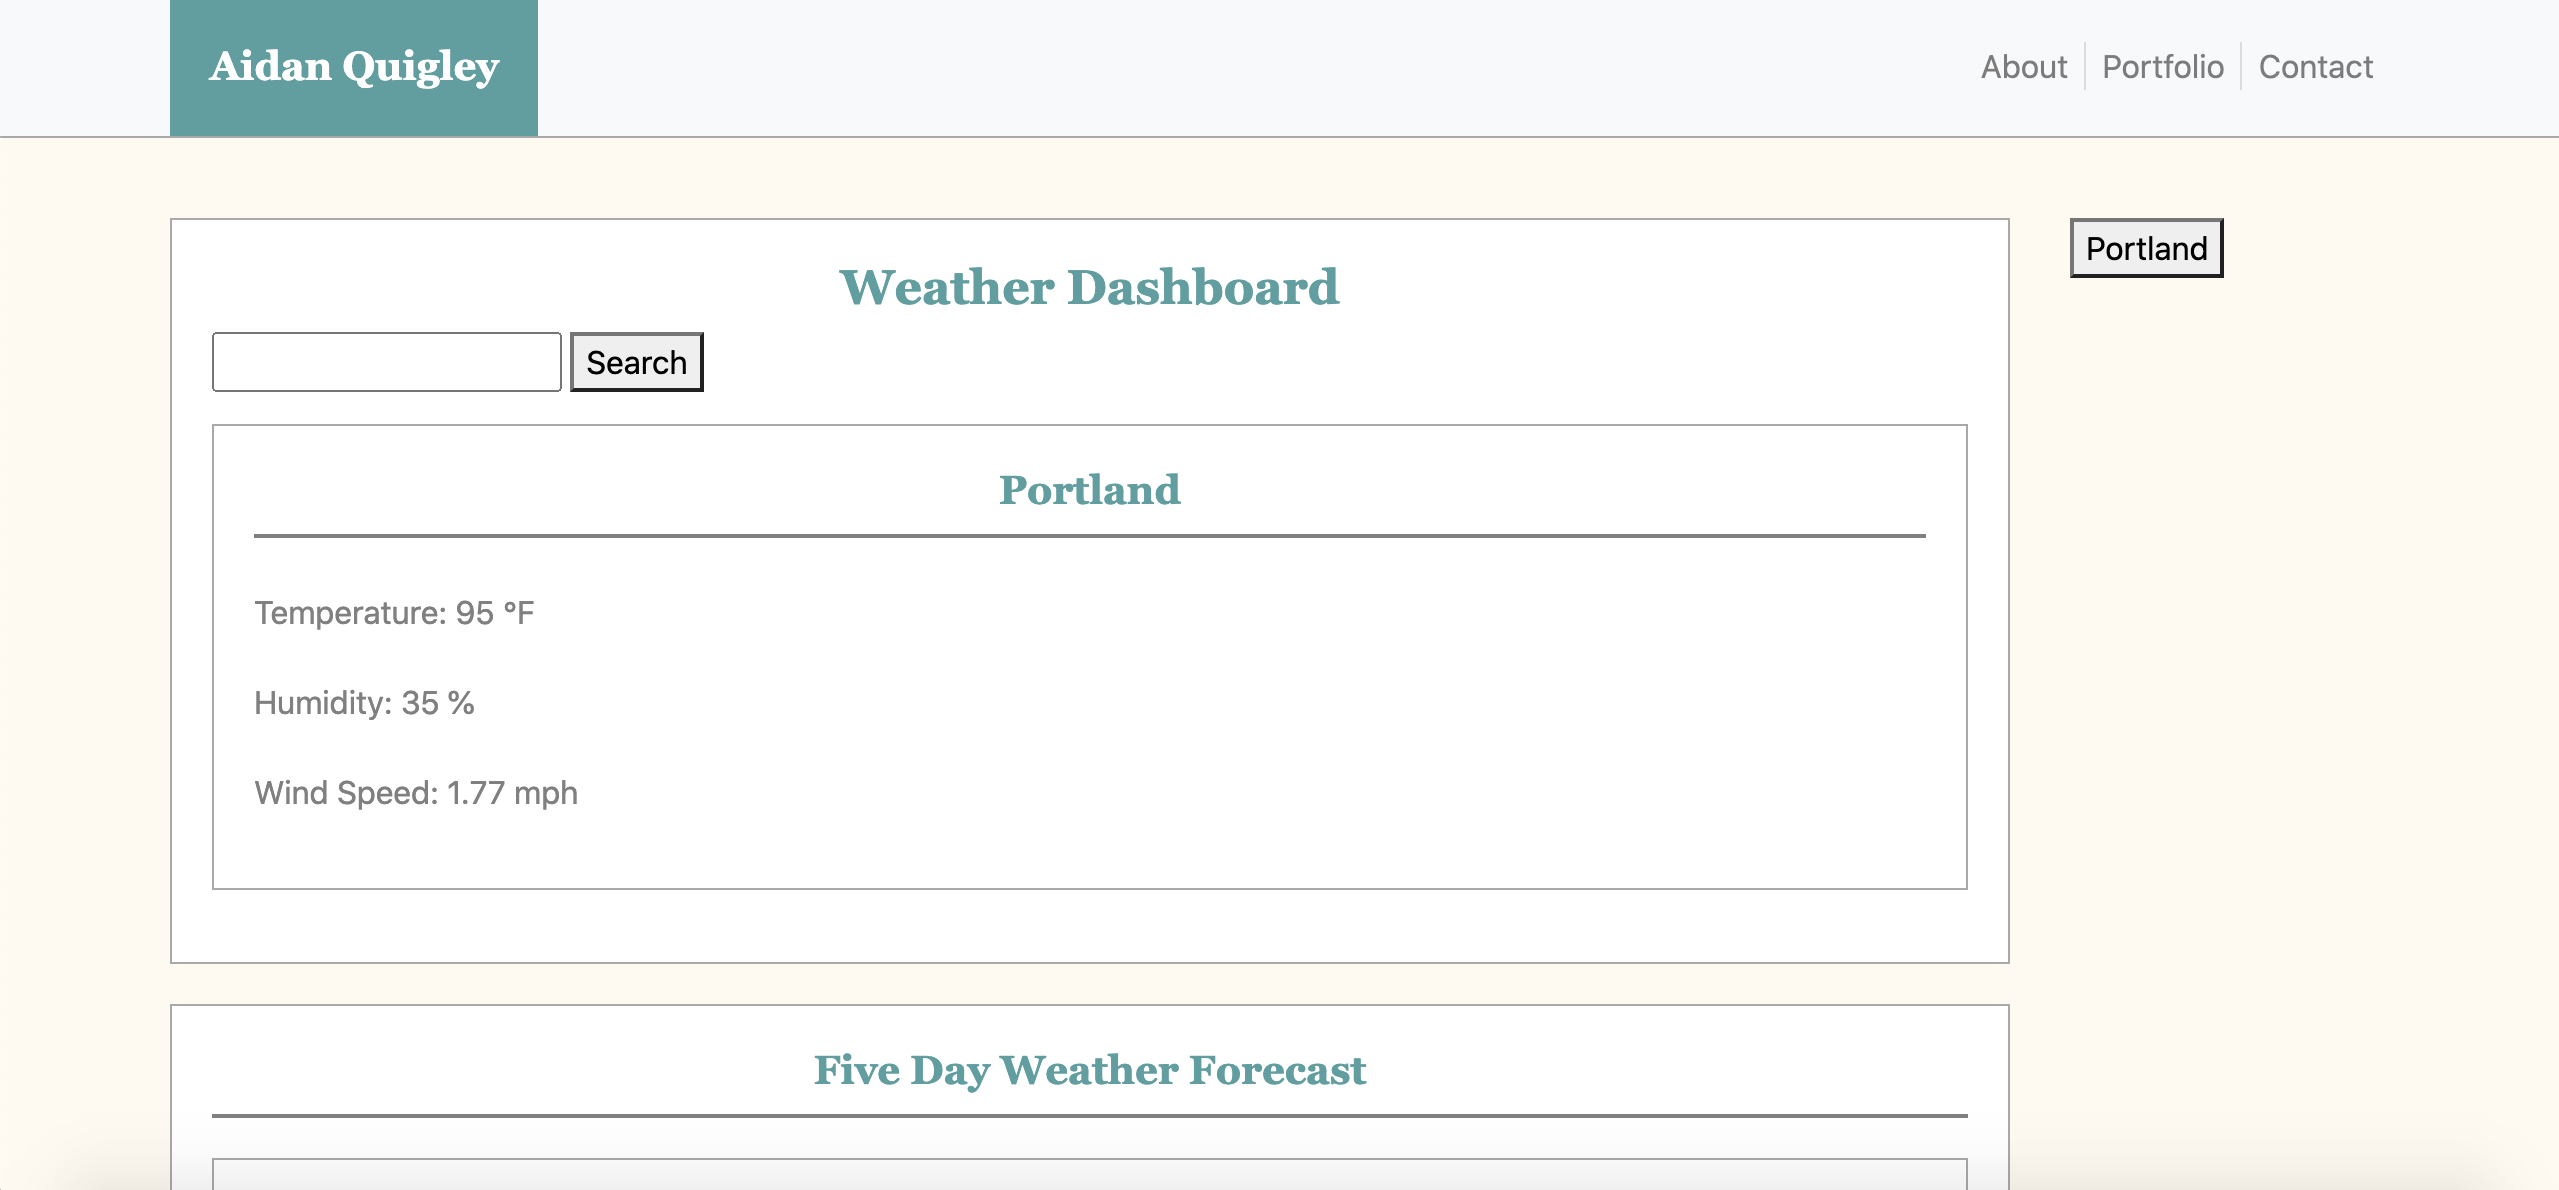 Aidan Quigley
About
Portfolio
Contact
Weather Dashboard
Search
Portland
Temperature: 95 °F
Humidity: 35 %
Wind Speed: 1.77 mph
Portland
Five Day Weather Forecast